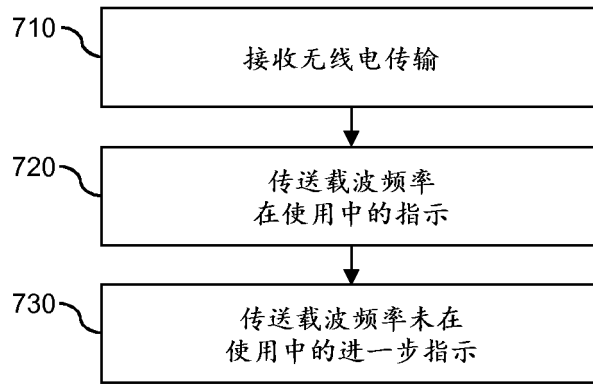 710
接收无线电传输
720
传送载波频率
在使用中的指示
730
传送载波频率未在
使用中的进一步指示